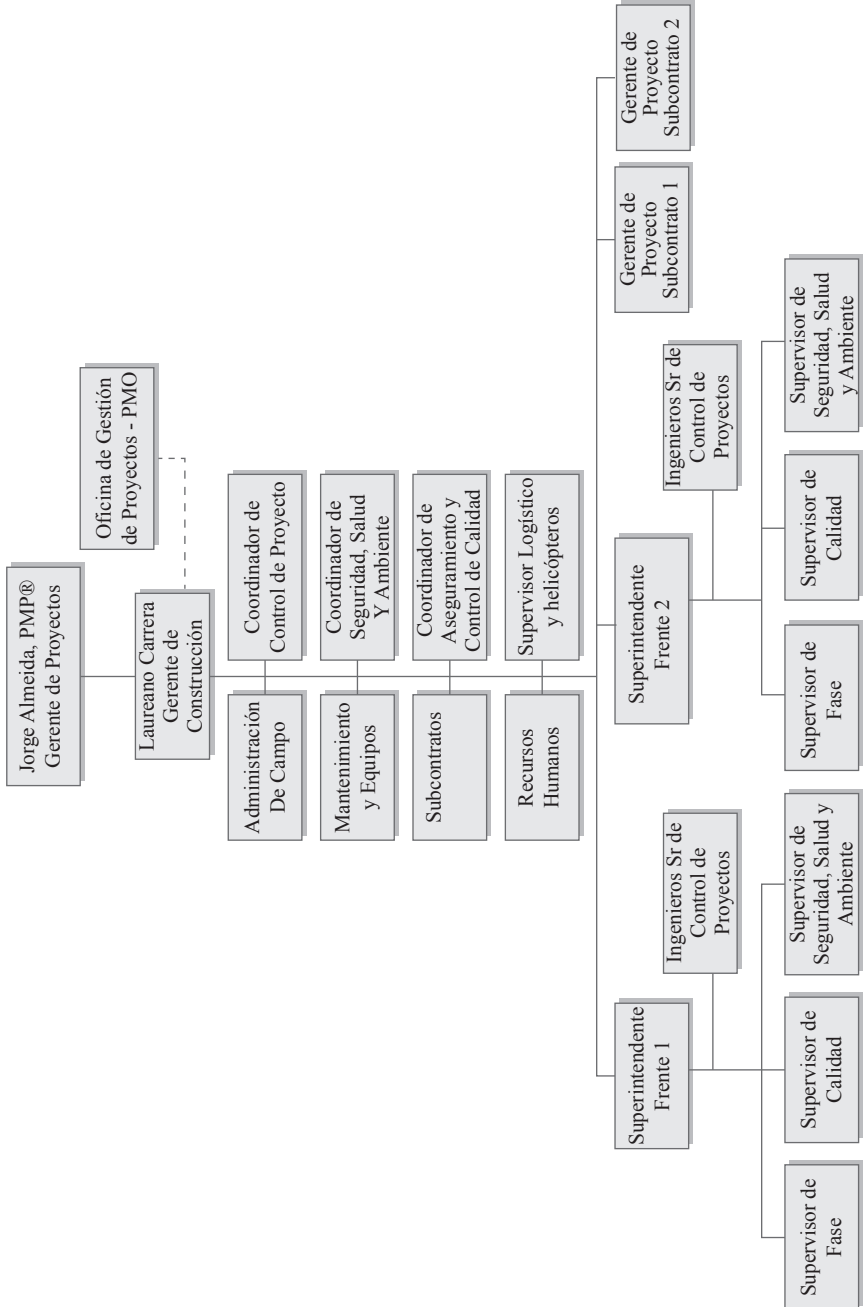 Jorge Almeida, PMP®
Gerente de Proyectos
Oficina de Gestión
de Proyectos - PMO
Laureano Carrera
Gerente de
Construcción
Administración
De Campo
Coordinador de
Control de Proyecto
Mantenimiento
y Equipos
Coordinador de
Seguridad, Salud
Y Ambiente
Subcontratos
Coordinador de
Aseguramiento y
Control de Calidad
Recursos
Humanos
Supervisor Logístico
y helicópteros
Superintendente
Frente 1
Superintendente
Frente 2
Gerente de
Proyecto
Subcontrato 1
Gerente de
Proyecto
Subcontrato 2
Ingenieros Sr de
Control de
Proyectos
Ingenieros Sr de
Control de
Proyectos
Supervisor de
Fase
Supervisor de
Calidad
Supervisor de
Seguridad, Salud y
Ambiente
Supervisor de
Fase
Supervisor de
Calidad
Supervisor de
Seguridad, Salud
y Ambiente